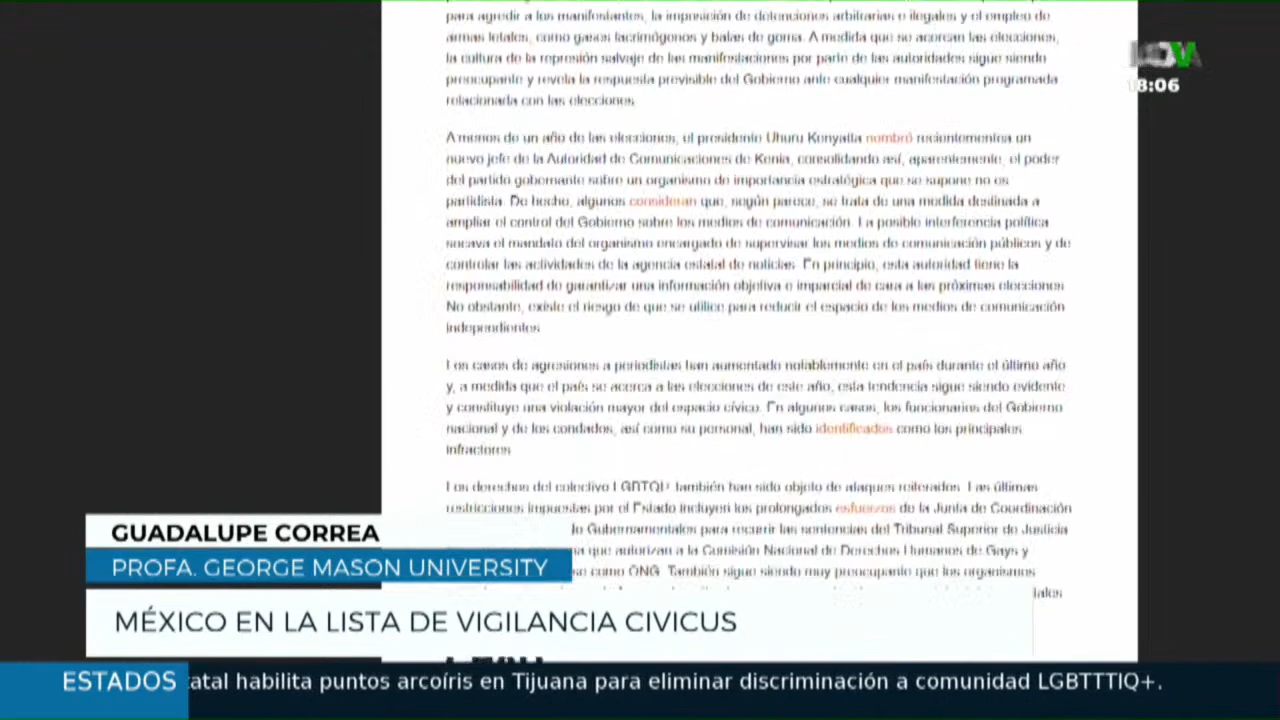 para agredir a los manifestantes, la imposición de detenciones arbitrarias e ilegales y el empleo de
armas letales, como gases lacrimógenos y balas de goma. A medida que se acercan las elecciones,
la cultura de la represión salvaje de las manifestaciones por parte de las autoridades sigue siendo
preocupante y revela la respuesta previsible del Gobierno ante cualquier manifestación programada
relacionada con las elecciones.
18:06
A menos de un año de las elecciones, el presidente Uhuru Kenyatta nombró recientementea un
nuevo jefe de la Autoridad de Comunicaciones de Kenia, consolidando así, aparentemente, el poder
del partido gobernante sobre un organismo de importancia estratégica que se supone no es
partidista. De hecho, algunos consideran que, según parece, se trata de una medida destinada a
ampliar el control del Gobierno sobre los medios de comunicación. La posible interferencia política
socava el mandato del organismo encargado de supervisar los medios de comunicación públicos y de
controlar las actividades de la agencia estatal de noticias. En principio, esta autoridad tiene la
responsabilidad de garantizar una información objetiva e imparcial de cara a las próximas elecciones.
No obstante, existe el riesgo de que se utilice para reducir el espacio de los medios de comunicación
independientes.
Los casos de agresiones a periodistas han aumentado notablemente en el país durante el último año
y, a medida que el país se acerca a las elecciones de este año, esta tendencia sigue siendo evidente
y constituye una violación mayor del espacio cívico. En algunos casos, los funcionarios del Gobierno
nacional y de los condados, así como su personal, han sido identificados como los principales
infractores.
Los derechos del colectivo LGBTQI+ también han sido objeto de ataques reiterados. Las últimas
restricciones impuestas por el Estado incluyen los prolongados esfuerzos de la Junta de Coordinación
Gubernamentales para recurrir las sentencias del Tribunal Superior de Justicia
que autorizan a la Comisión Nacional de Derechos Humanos de Gays y
como ONG. También sigue siendo muy preocupante que los organismos
GUADALUPE CORREA
PROFA. GEORGE MASON UNIVERSITY
MÉXICO EN LA LISTA DE VIGILANCIA CIVICUS
ESTADOS tatal habilita puntos arcoíris en Tijuana para eliminar discriminación a comunidad LGBTTTIQ+.